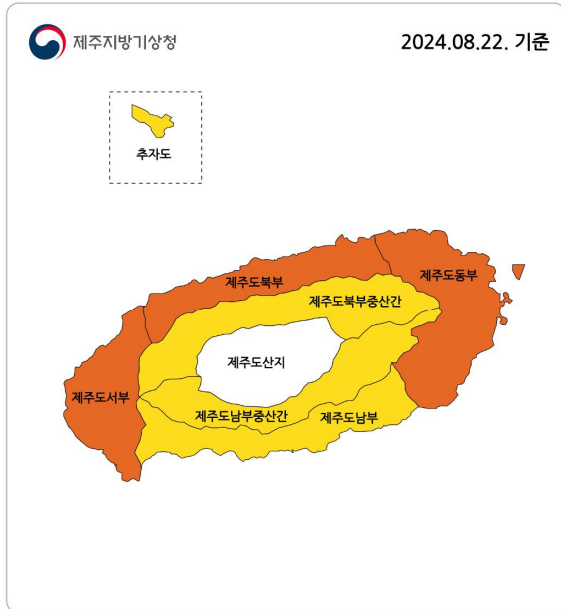 제주지방기상청
2024.08.22. 기준
추자도
제주도북부
제주도동부
제주도북부중산간
제주도산지
제주도서부
제주도남부중산간
제주도남부